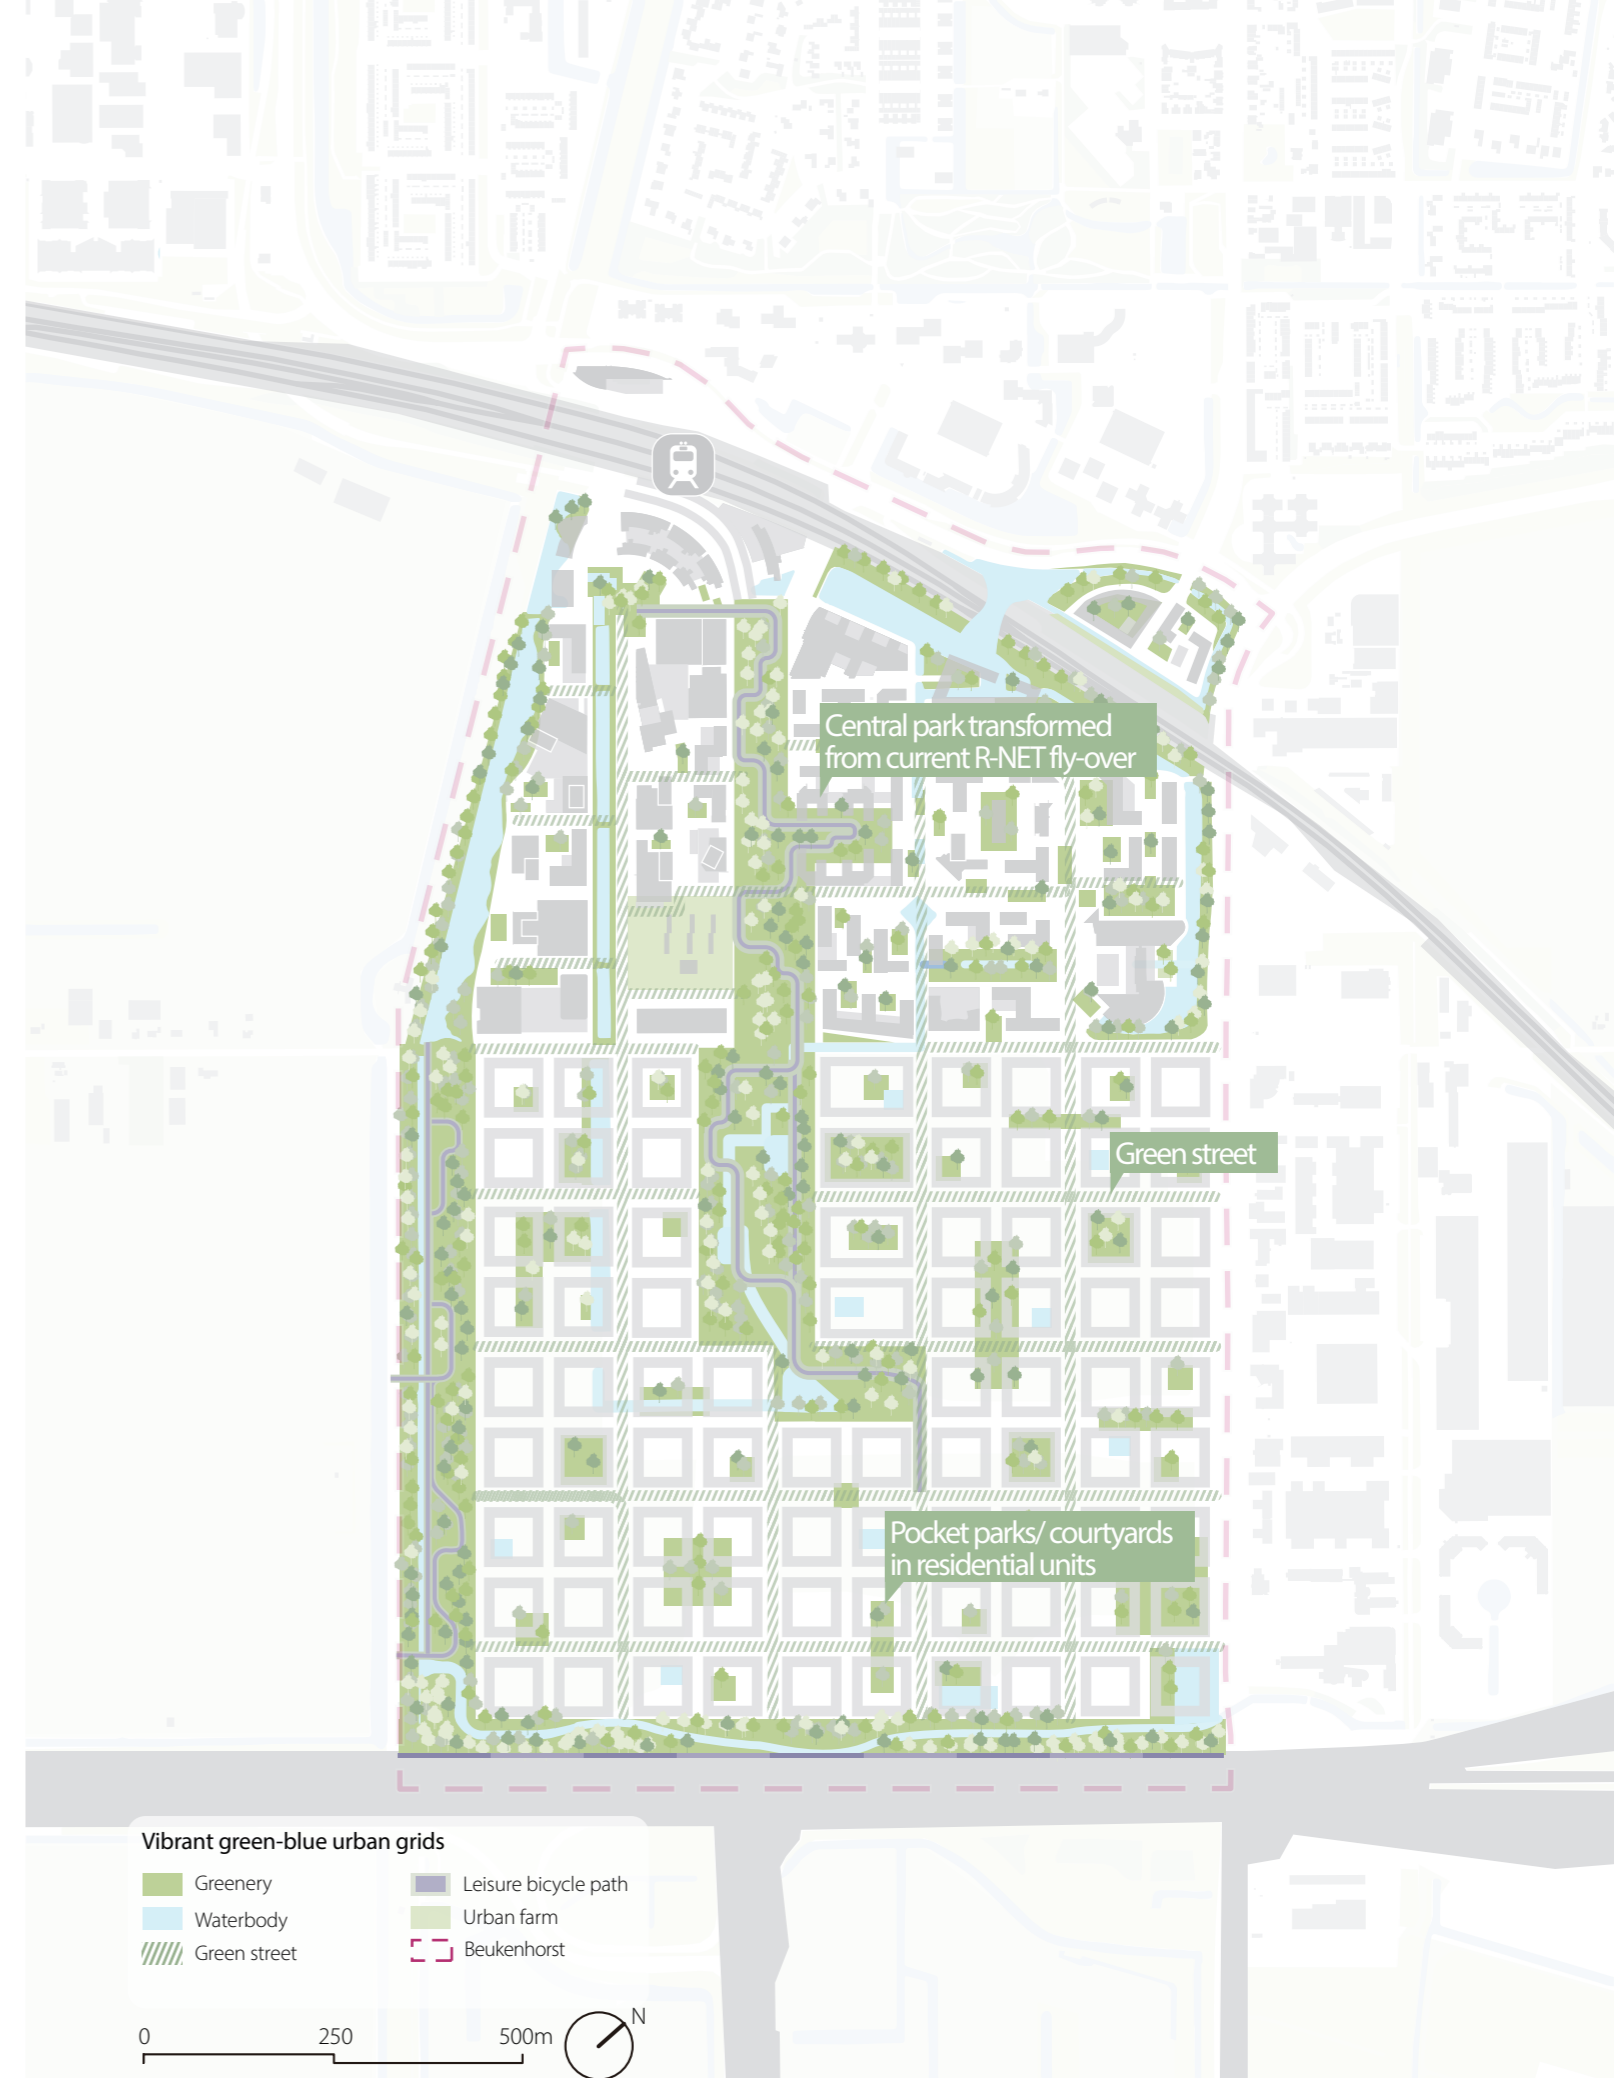 Central park transformed
from current R-NET fly-over
Green street
Pocket parks/ courtyards
in residential units
Vibrant green-blue urban grids
Greenery
Waterbody
Green street
Leisure bicycle path
Urban farm
Beukenhorst
0 250 500m
N